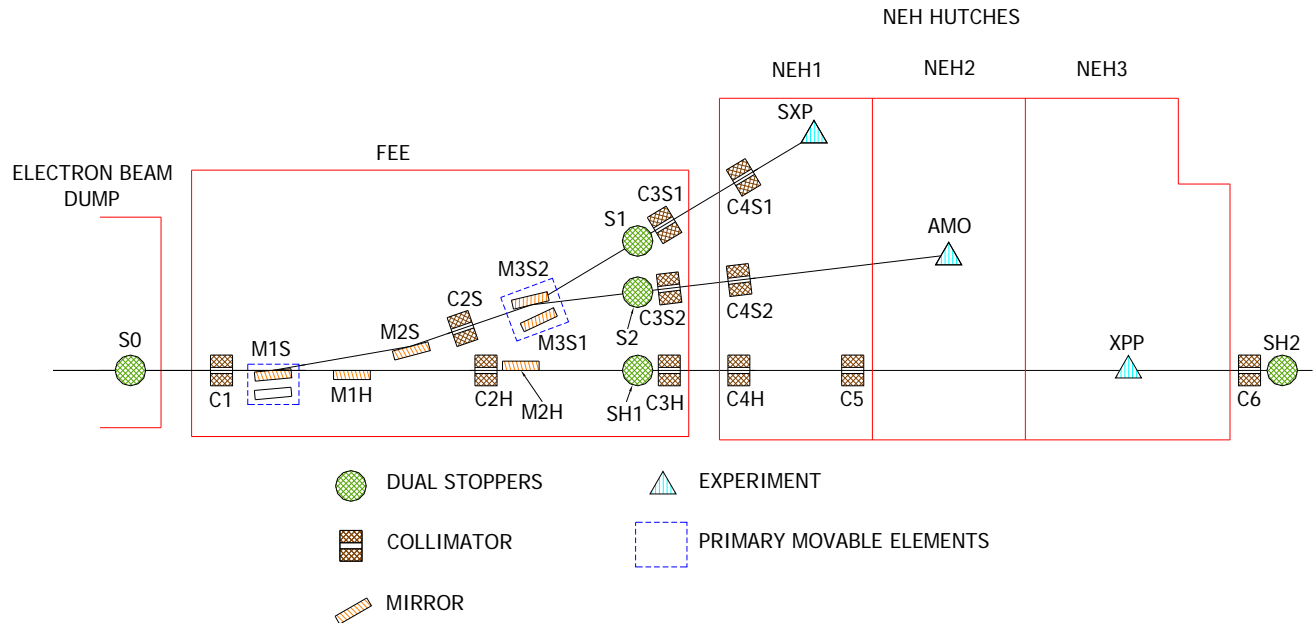 NEH HUTCHES
NEH1
NEH2
NEH3
SXP
FEE
ELECTRON BEAM
DUMP
C3S1
C4S1
S1
AMO
M3S2
C2S
C4S2
C3S2
S2
M3S1
M2S
S0
M1S
XPP
SH2
C1
M1H
C2H
M2H
SH1
C3H
C4H
C5
C6
DUAL STOPPERS
EXPERIMENT
COLLIMATOR
PRIMARY MOVABLE ELEMENTS
MIRROR